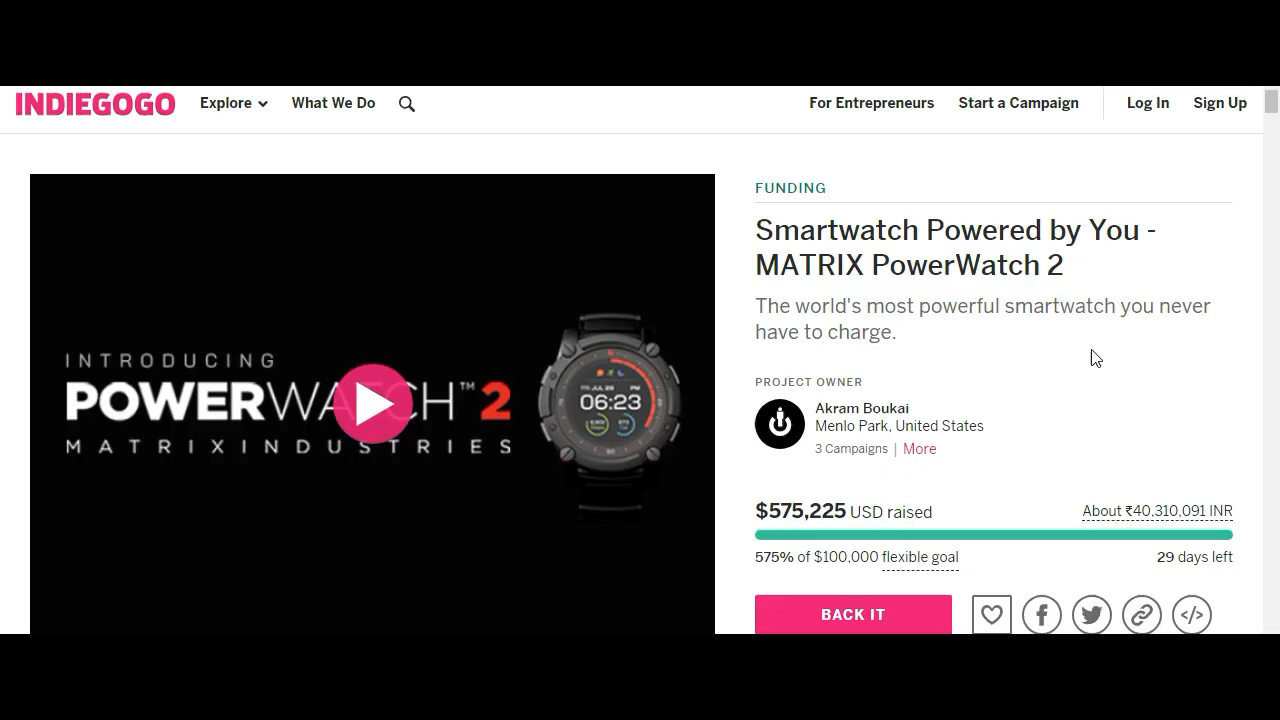 INDIEGOGO Explore What We Do For Entrepreneurs Start a Campaign Log In Sign Up
INTRODUCING
POWERWATCH™ 2
MATRIXINDUSTRIES
06:23
FUNDING
Smartwatch Powered by You -
MATRIX PowerWatch 2
The world's most powerful smartwatch you never
have to charge.
PROJECT OWNER
Akram Boukai
Menlo Park, United States
3 Campaigns | More
$575,225 USD raised About ₹40,310,091 INR
575% of $100,000 flexible goal 29 days left
BACK IT